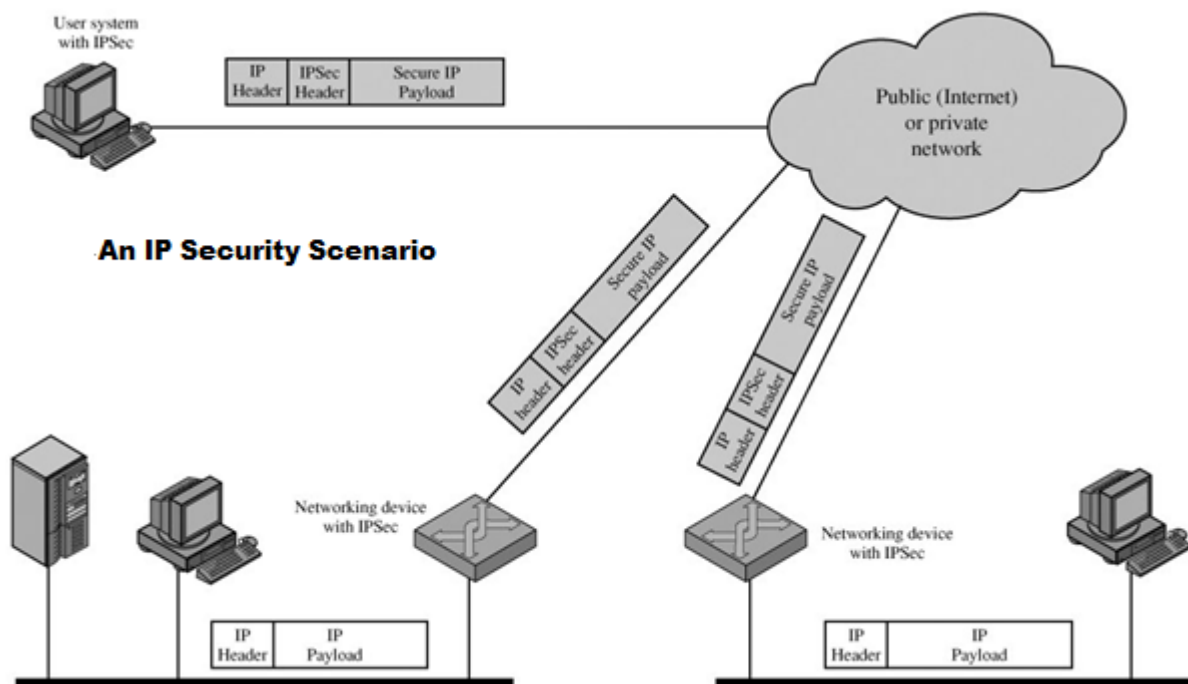 User system
with IPSec
IP
Header
IPSec
Header
Secure IP
Payload
Public (Internet)
or private
network
An IP Security Scenario
IP
header
IPSec
header
Secure IP
payload
IP
header
IPSec
header
Secure IP
payload
Networking device
with IPSec
Networking device
with IPSec
IP
Header
IP
Payload
IP
Header
IP
Payload